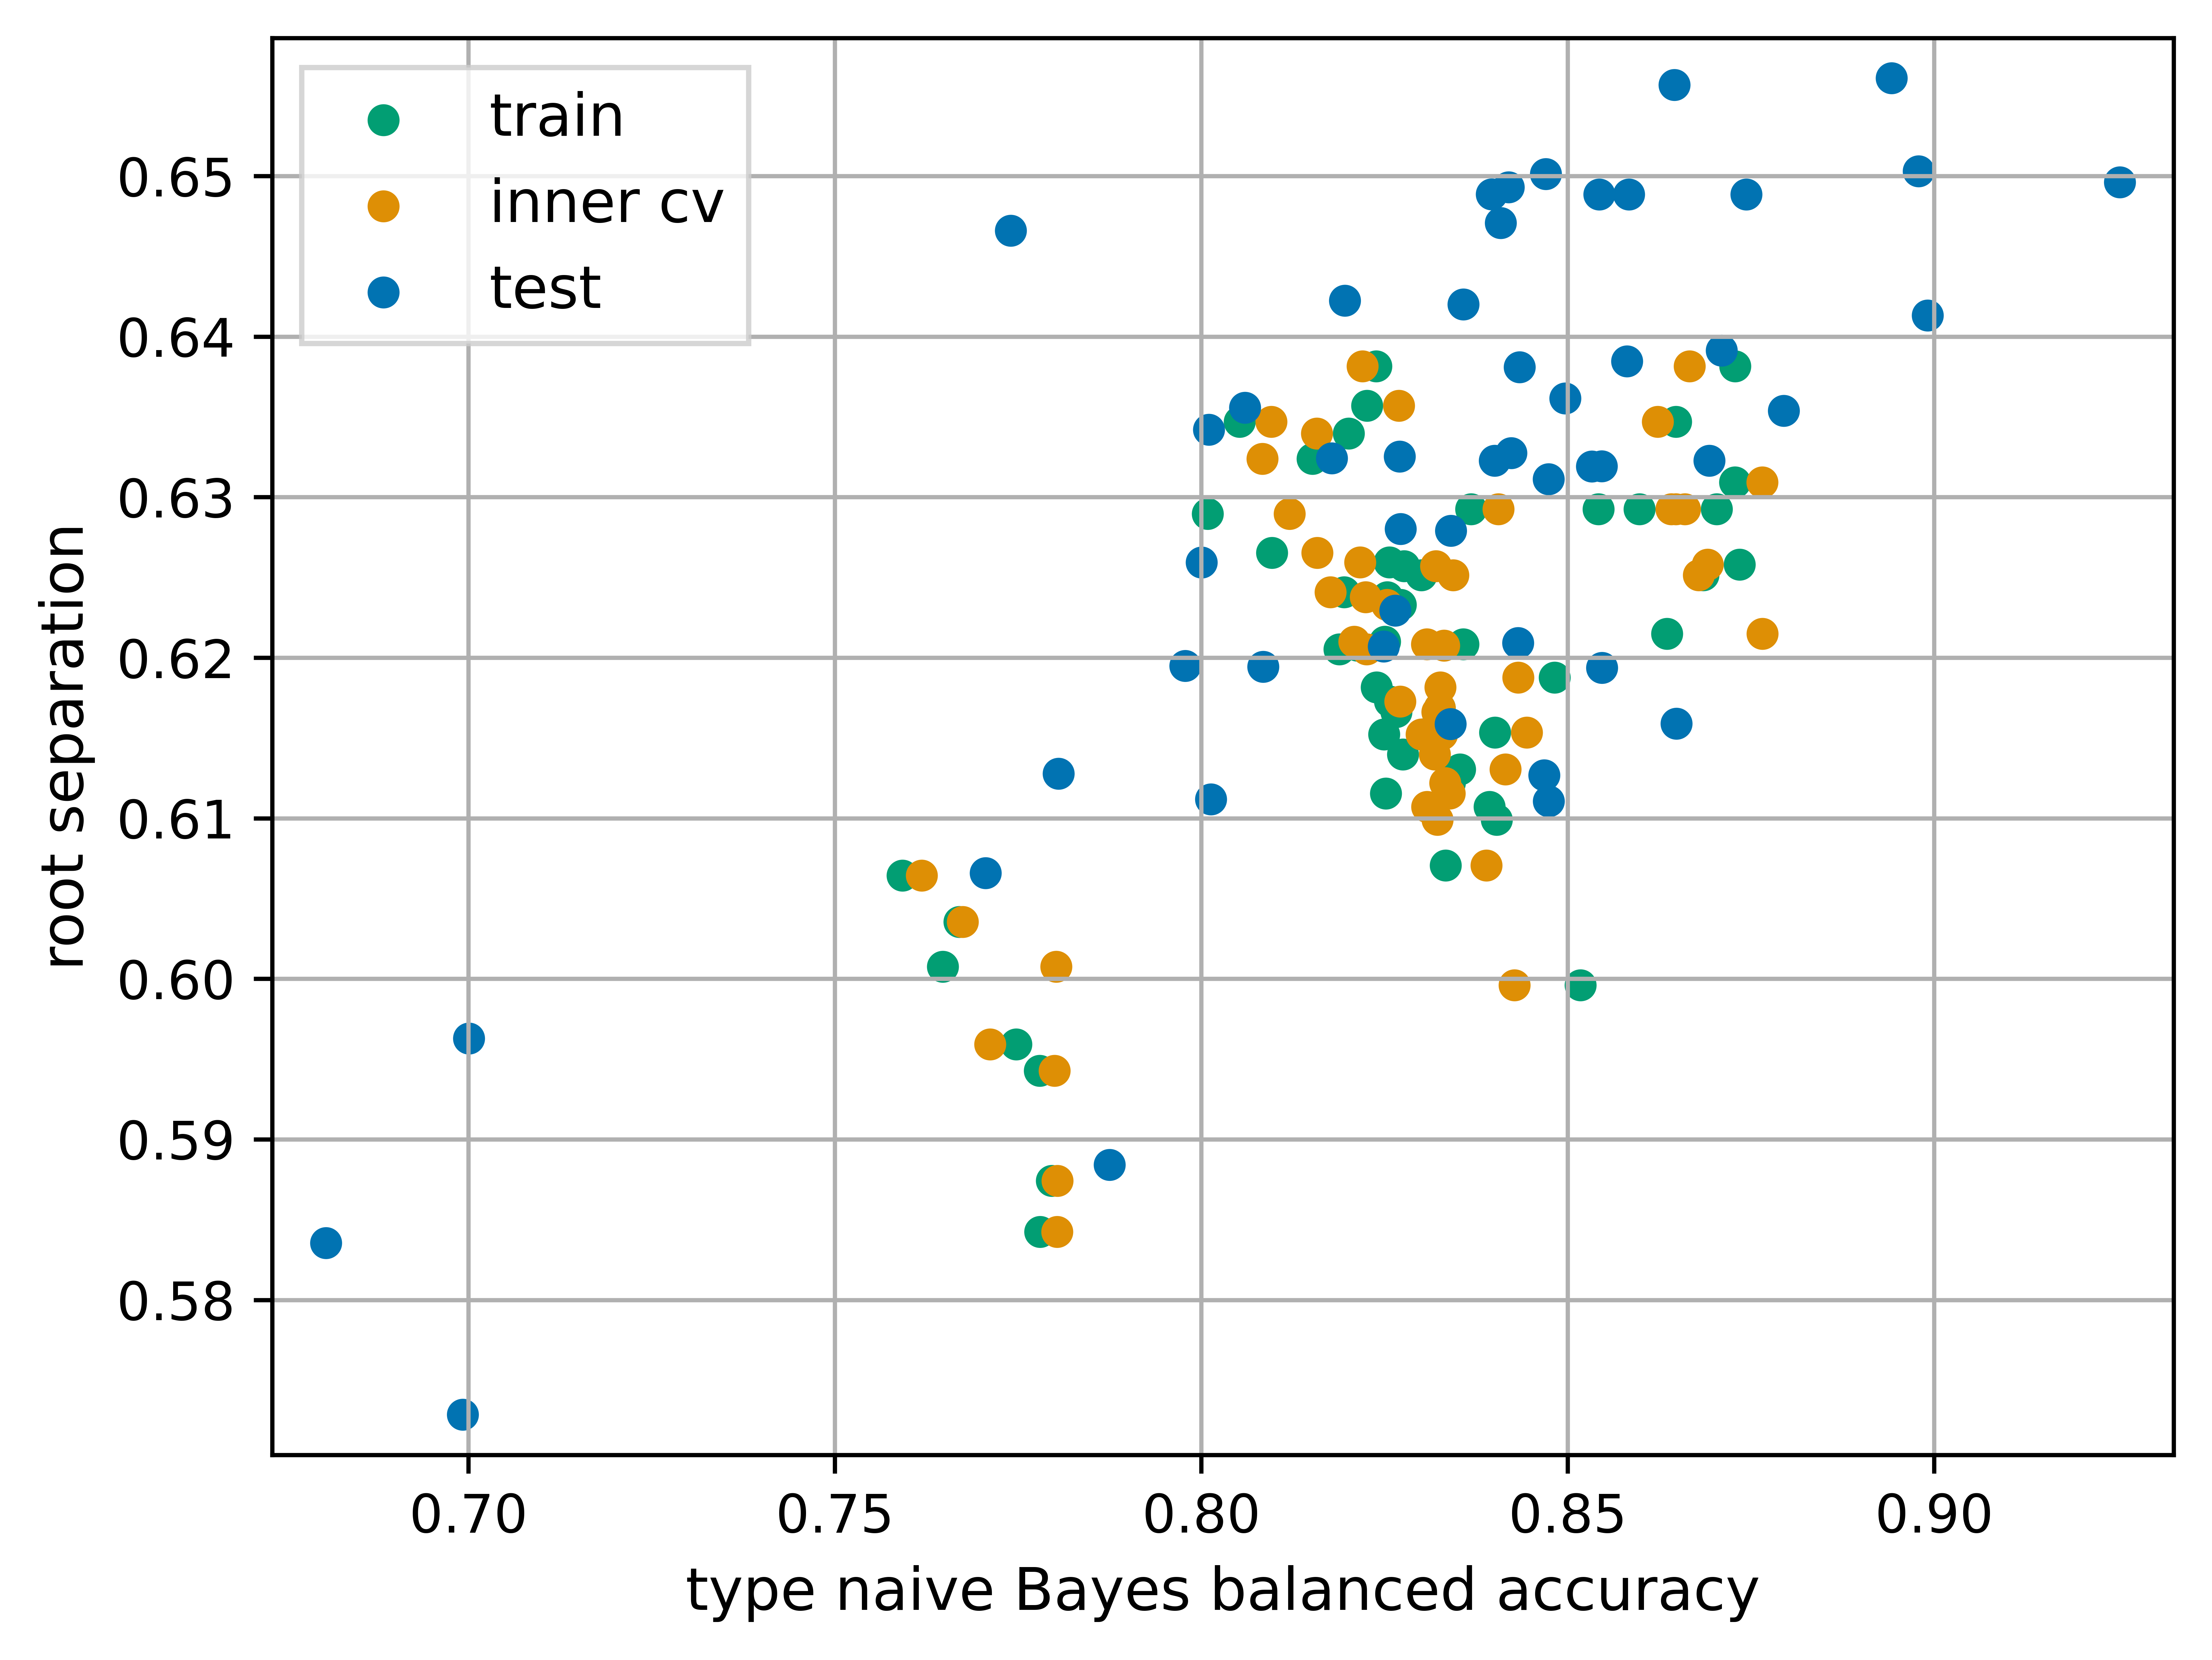 train
inner cv
test
0.65
0.64
0.63
0.62
0.61
0.60
0.59
0.58
root separation
0.70 0.75 0.80 0.85 0.90
type naive Bayes balanced accuracy